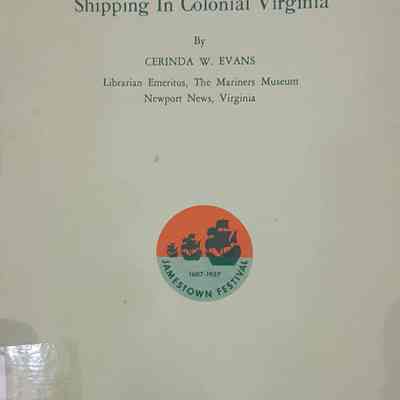 Shipping In Colonial Virginia
By
CERINDA W. EVANS
Librarian Emeritus, The Mariners Museum
Newport News, Virginia
1607-1957
JAMESTOWN FESTIVAL